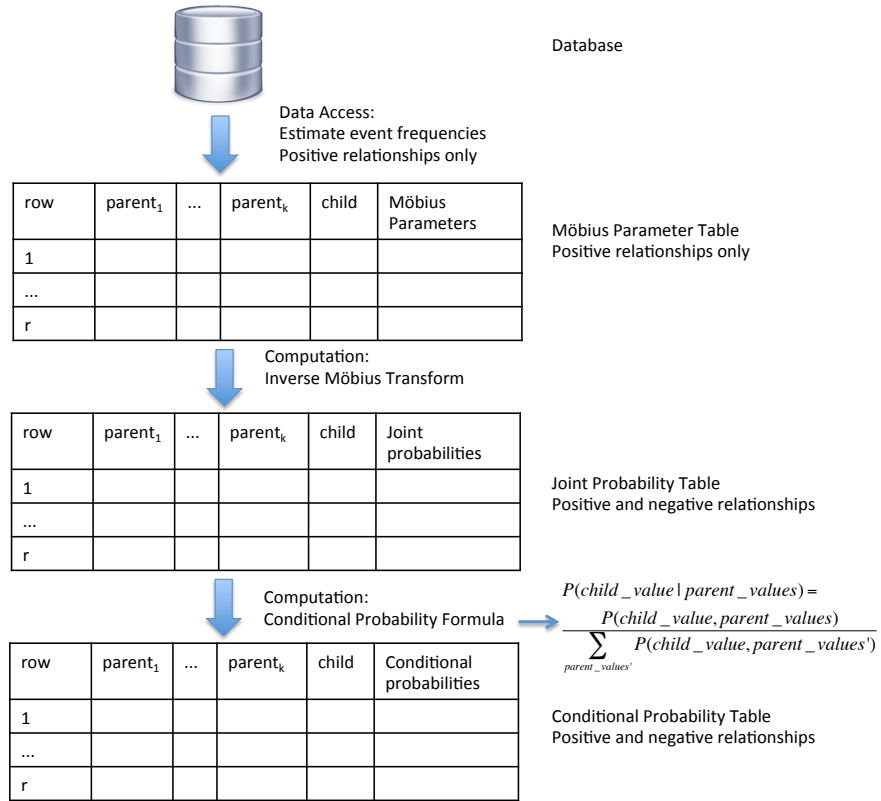 Database
Data Access:
Estimate event frequencies
Positive relationships only
row parent₁ ... parentₖ child Möbius
Parameters
1
...
r
Möbius Parameter Table
Positive relationships only
Computation:
Inverse Möbius Transform
row parent₁ ... parentₖ child Joint
probabilities
1
...
r
Joint Probability Table
Positive and negative relationships
Computation:
Conditional Probability Formula
P(child_value | parent_values) =
P(child_value, parent_values)
∑ P(child_value, parent_values')
parent_values'
row parent₁ ... parentₖ child Conditional
probabilities
1
...
r
Conditional Probability Table
Positive and negative relationships